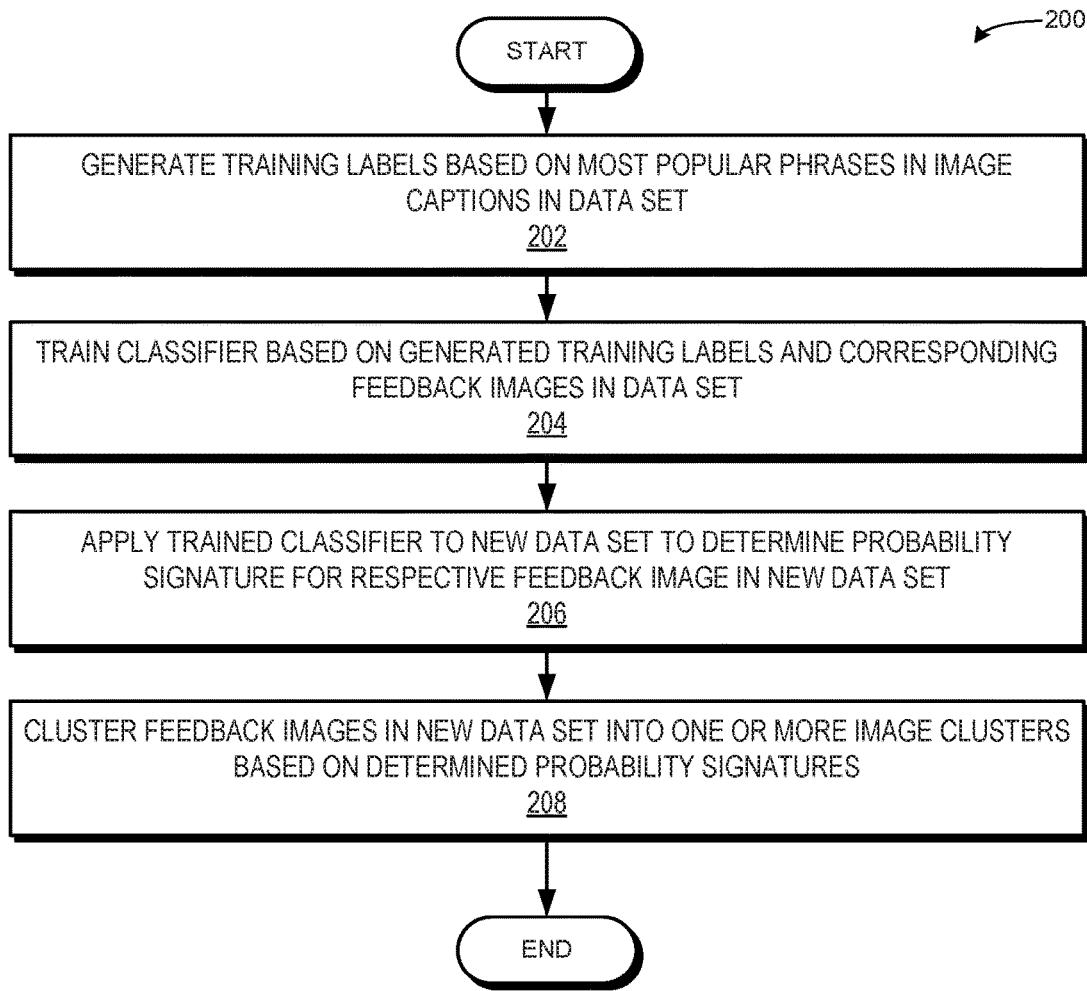 200
START
GENERATE TRAINING LABELS BASED ON MOST POPULAR PHRASES IN IMAGE
CAPTIONS IN DATA SET
202
TRAIN CLASSIFIER BASED ON GENERATED TRAINING LABELS AND CORRESPONDING
FEEDBACK IMAGES IN DATA SET
204
APPLY TRAINED CLASSIFIER TO NEW DATA SET TO DETERMINE PROBABILITY
SIGNATURE FOR RESPECTIVE FEEDBACK IMAGE IN NEW DATA SET
206
CLUSTER FEEDBACK IMAGES IN NEW DATA SET INTO ONE OR MORE IMAGE CLUSTERS
BASED ON DETERMINED PROBABILITY SIGNATURES
208
END